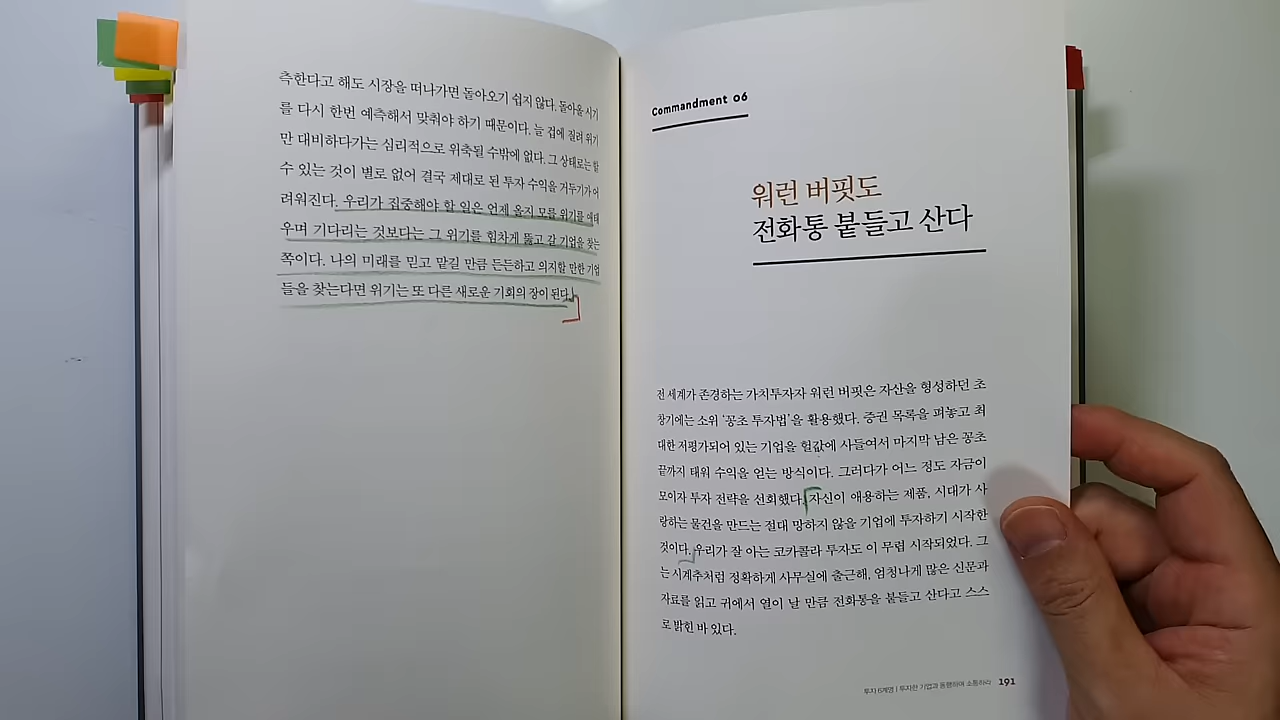 측한다고 해도 시장을 떠나가면 돌아오기 쉽지 않다. 돌아올 시기
를 다시 한번 예측해서 맞춰야 하기 때문이다. 늘 겁에 질려 위기
만 대비하다가는 심리적으로 위축될 수밖에 없다. 그 상태로는 할
수 있는 것이 별로 없어 결국 제대로 된 투자 수익을 거두기가 어
려워진다. 우리가 집중해야 할 일은 언제 올지 모를 위기를 애태
우며 기다리는 것보다는 그 위기를 힘차게 뚫고 갈 기업을 찾는
쪽이다. 나의 미래를 믿고 맡길 만큼 든든하고 의지할 만한 기업
들을 찾는다면 위기는 또 다른 새로운 기회의 장이 된다.
Commandment 06
워런 버핏도
전화통 붙들고 산다
전 세계가 존경하는 가치투자자 워런 버핏은 자산을 형성하던 초
창기에는 소위 ‘꽁초 투자법’을 활용했다. 증권 목록을 펴놓고 최
대한 저평가되어 있는 기업을 헐값에 사들여서 마지막 남은 꽁초
끝까지 태워 수익을 얻는 방식이다. 그러다가 어느 정도 자금이
모이자 투자 전략을 선회했다. 자신이 애용하는 제품, 시대가 사
랑하는 물건을 만드는 절대 망하지 않을 기업에 투자하기 시작한
것이다. 우리가 잘 아는 코카콜라 투자도 이 무렵 시작되었다. 그
는 시계추처럼 정확하게 사무실에 출근해, 엄청나게 많은 신문과
자료를 읽고 귀에서 열이 날 만큼 전화통을 붙들고 산다고 스스
로 밝힌 바 있다.
투자 6계명 | 투자한 기업과 동행하며 소통하라 191